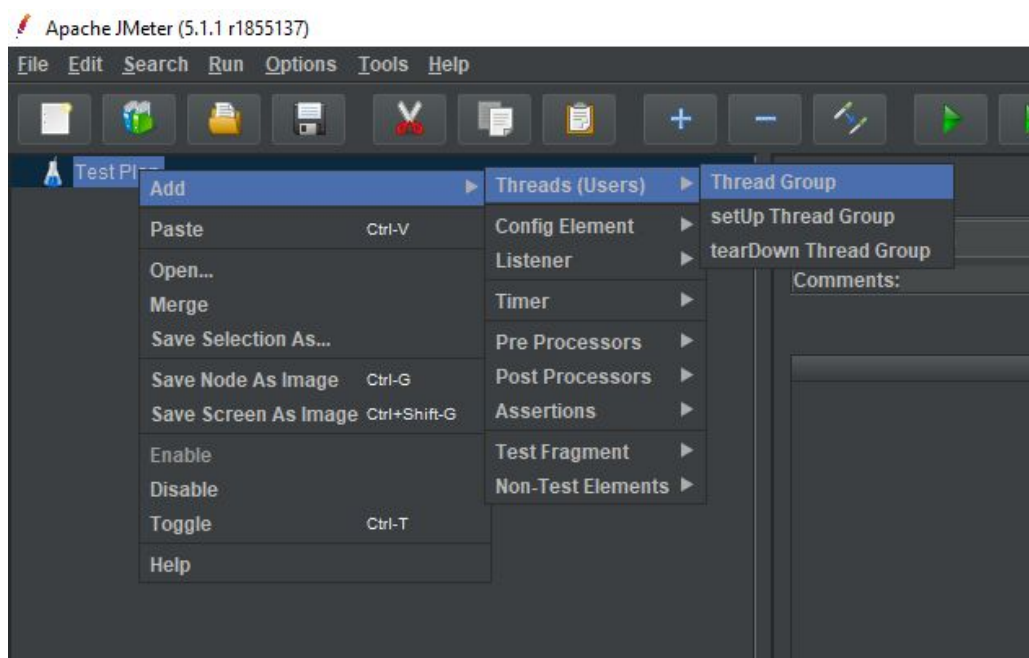 Apache JMeter (5.1.1 r1855137)
File Edit Search Run Options Tools Help
Test Plan
Add
Paste Ctrl-V
Open...
Merge
Save Selection As...
Save Node As Image Ctrl-G
Save Screen As Image Ctrl+Shift-G
Enable
Disable
Toggle Ctrl-T
Help
Threads (Users)
Config Element
Listener
Timer
Pre Processors
Post Processors
Assertions
Test Fragment
Non-Test Elements
Thread Group
setUp Thread Group
tearDown Thread Group
Comments: